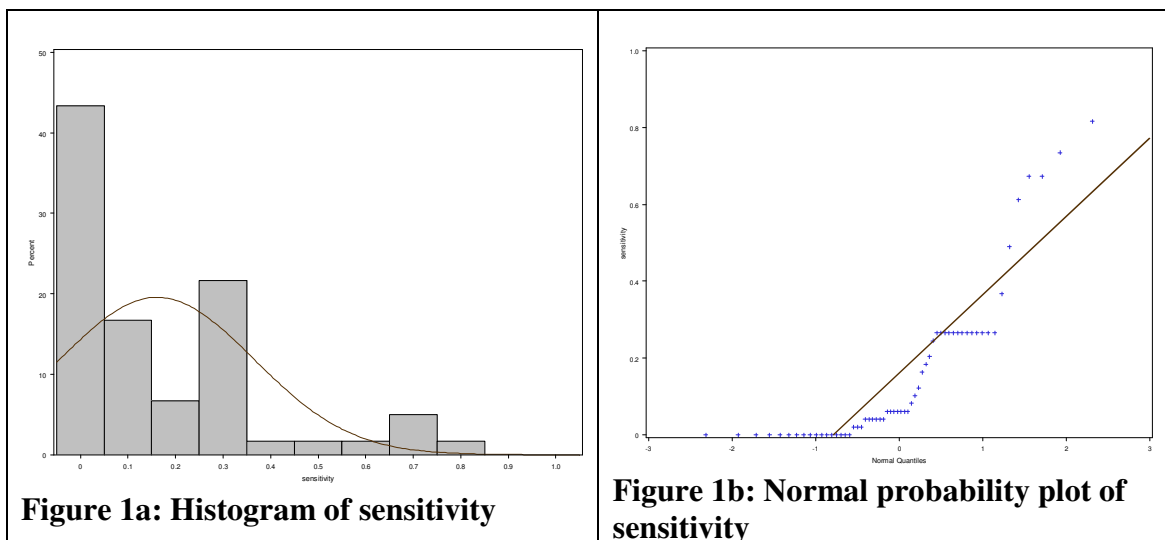 50
40
30
20
10
0
Percent
0 0.1 0.2 0.3 0.4 0.5 0.6 0.7 0.8 0.9 1.0
sensitivity
Figure 1a: Histogram of sensitivity
1.0
0.8
0.6
0.4
0.2
0
sensitivity
-3 -2 -1 0 1 2 3
Normal Quantiles
Figure 1b: Normal probability plot of
sensitivity